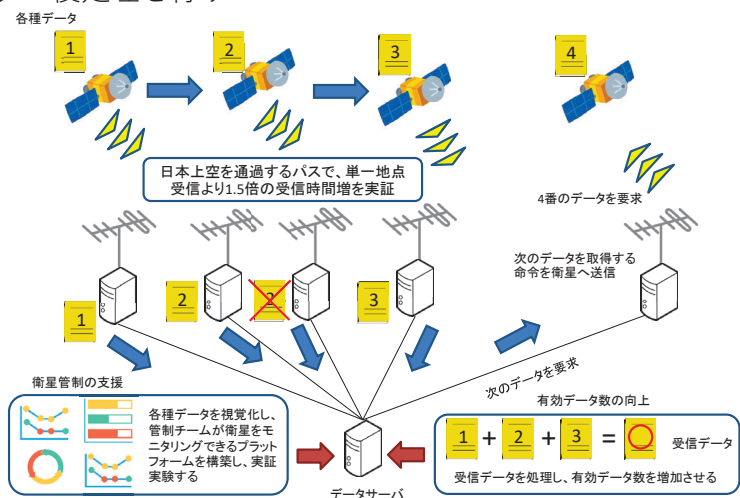 各種データ
1
2
3
4
日本上空を通過するパスで、単一地点
受信より1.5倍の受信時間増を実証
4番のデータを要求
次のデータを取得する
命令を衛星へ送信
1
2
2
3
次のデータを要求
衛星管制の支援
各種データを視覚化し、
管制チームが衛星をモ
ニタリングできるプラット
フォームを構築し、実証
実験する
有効データ数の向上
1 + 2 + 3 =
受信データ
受信データを処理し、有効データ数を増加させる
データサーバ